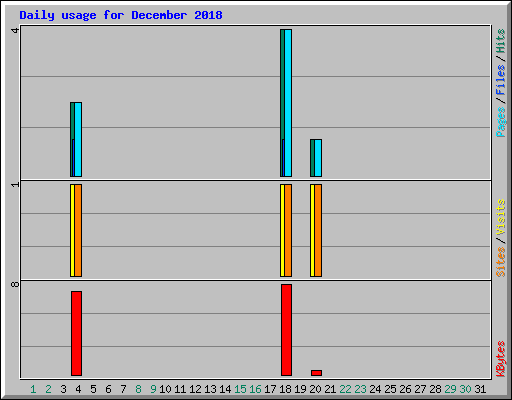 Daily usage for December 2018
4
1
8
Pages / Files / Hits
Sites / Visits
KBytes
1 2 3 4 5 6 7 8 9 10 11 12 13 14 15 16 17 18 19 20 21 22 23 24 25 26 27 28 29 30 31